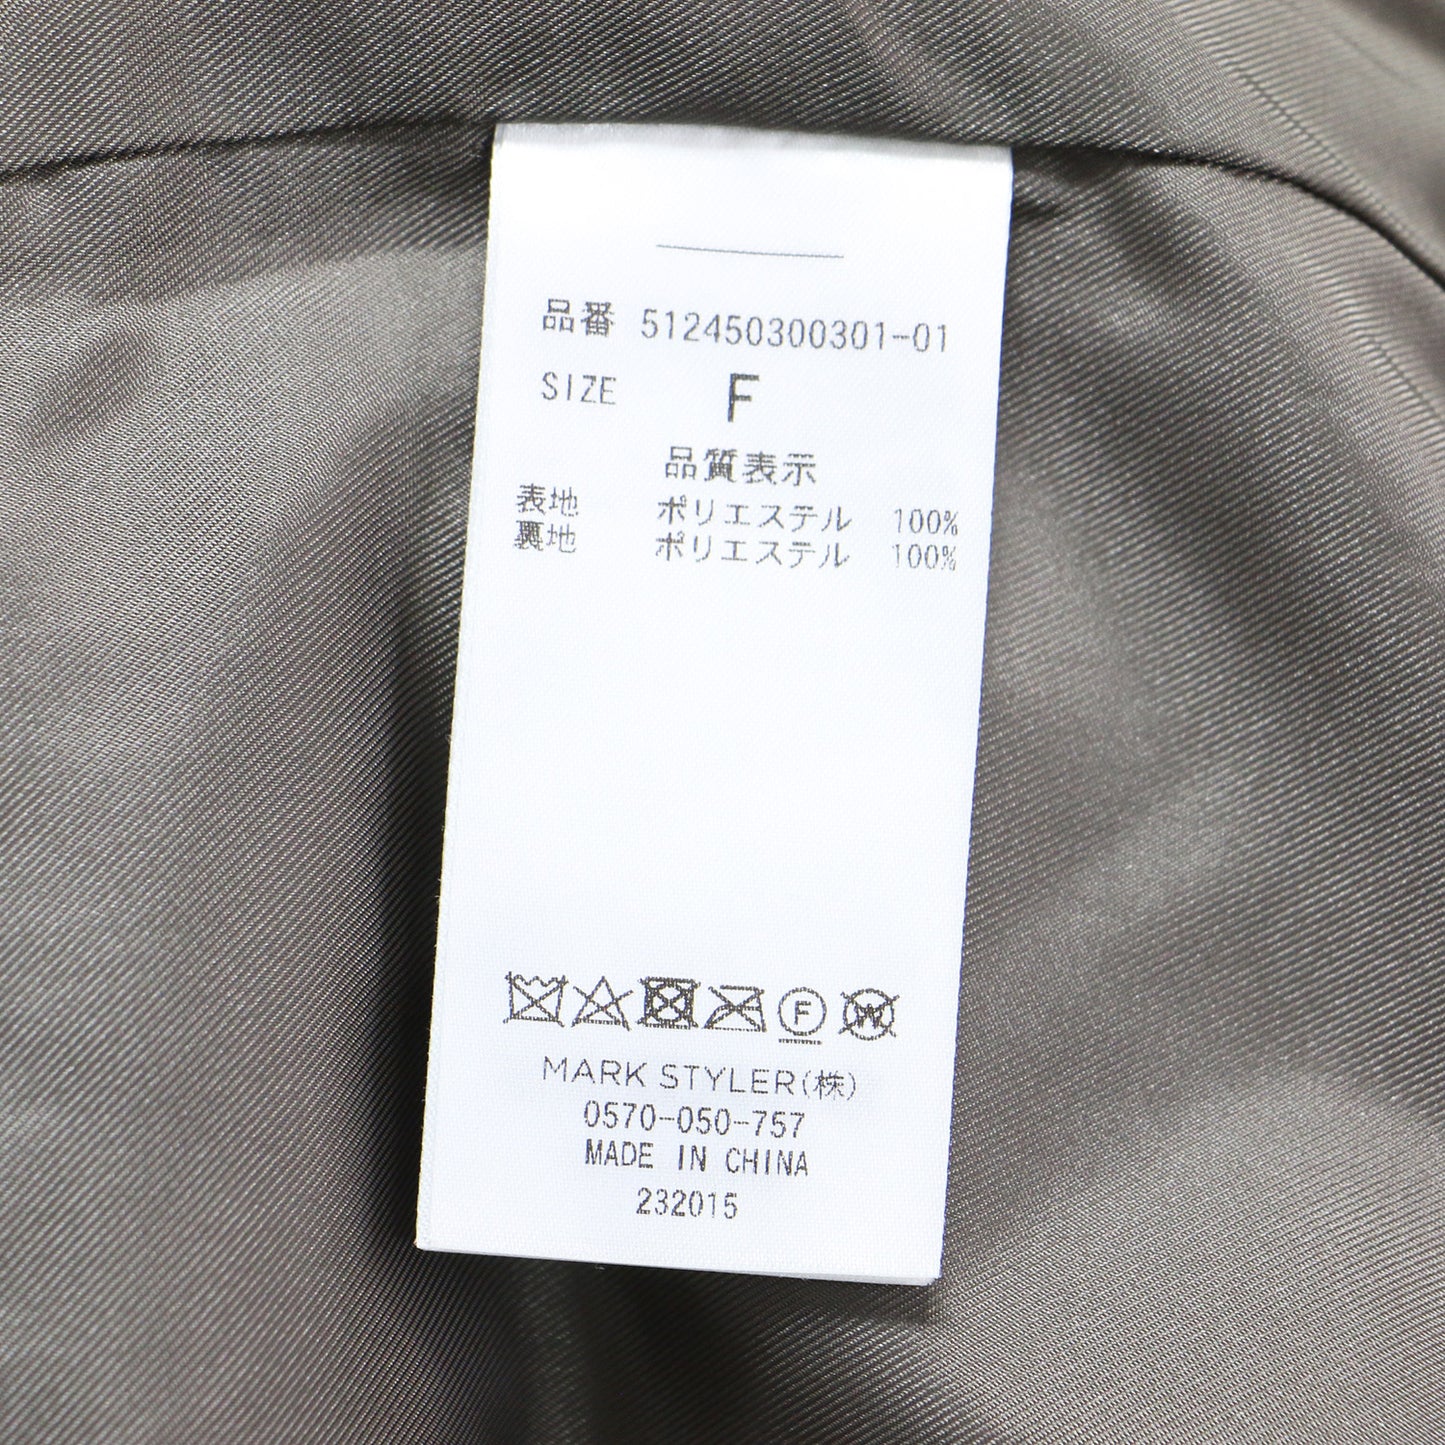 品番 512450300301-01
SIZE F
品質表示
表地 ポリエステル 100%
裏地 ポリエステル 100%
F W
MARK STYLER(株)
0570-050-757
MADE IN CHINA
232015